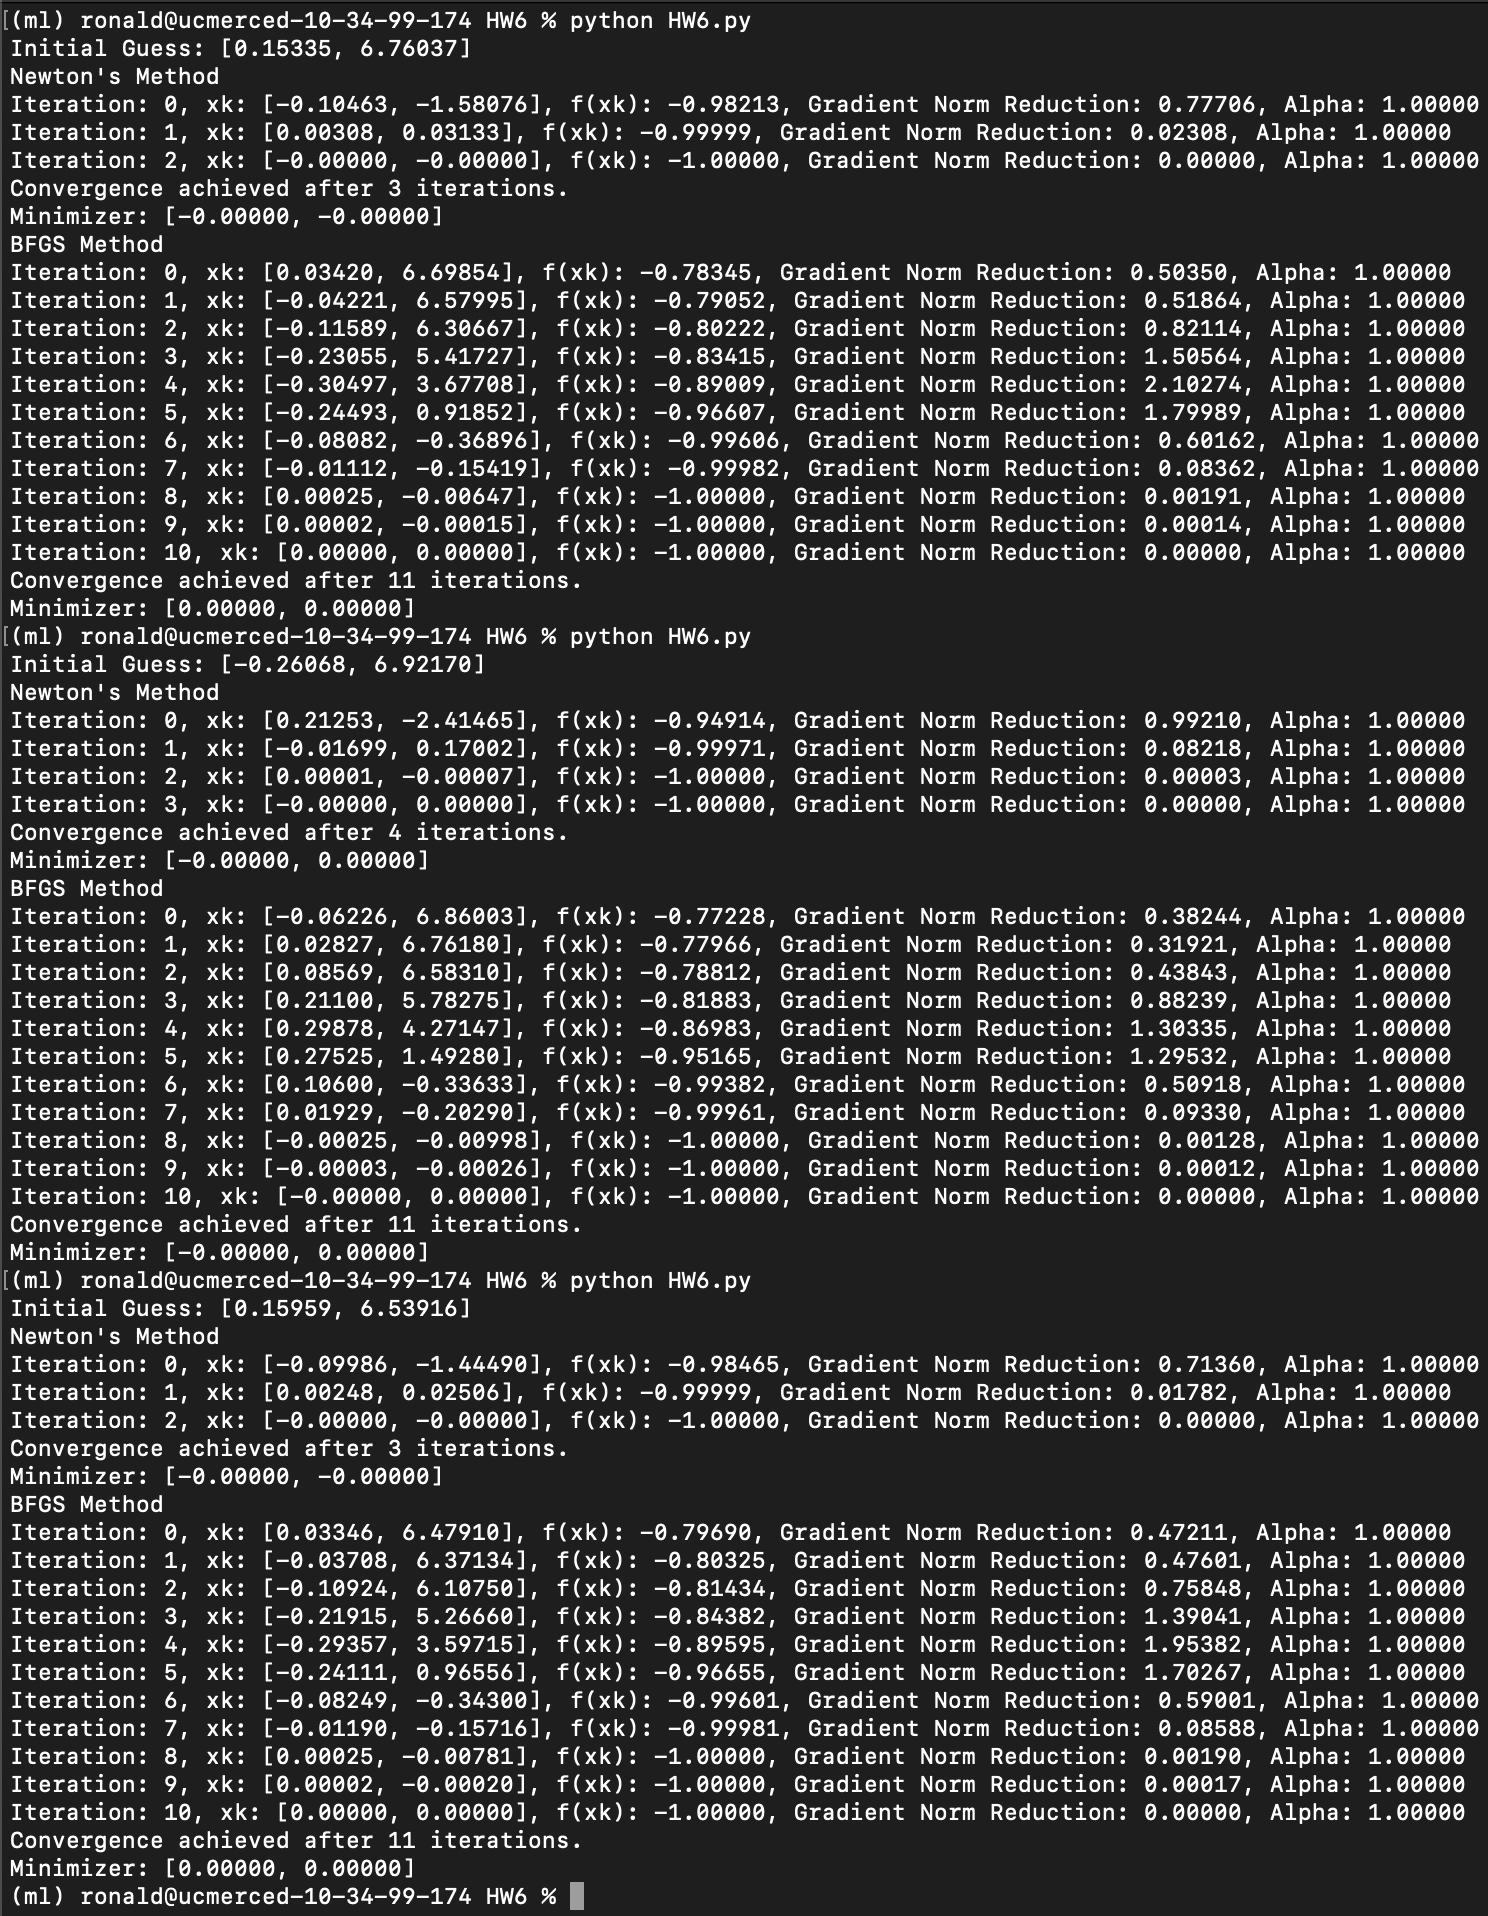 [(ml) ronald@ucmerced-10-34-99-174 HW6 % python HW6.py
Initial Guess: [0.15335, 6.76037]
Newton's Method
Iteration: 0, xk: [-0.10463, -1.58076], f(xk): -0.98213, Gradient Norm Reduction: 0.77706, Alpha: 1.00000
Iteration: 1, xk: [0.00308, 0.03133], f(xk): -0.99999, Gradient Norm Reduction: 0.02308, Alpha: 1.00000
Iteration: 2, xk: [-0.00000, -0.00000], f(xk): -1.00000, Gradient Norm Reduction: 0.00000, Alpha: 1.00000
Convergence achieved after 3 iterations.
Minimizer: [-0.00000, -0.00000]
BFGS Method
Iteration: 0, xk: [0.03420, 6.69854], f(xk): -0.78345, Gradient Norm Reduction: 0.50350, Alpha: 1.00000
Iteration: 1, xk: [-0.04221, 6.57995], f(xk): -0.79052, Gradient Norm Reduction: 0.51864, Alpha: 1.00000
Iteration: 2, xk: [-0.11589, 6.30667], f(xk): -0.80222, Gradient Norm Reduction: 0.82114, Alpha: 1.00000
Iteration: 3, xk: [-0.23055, 5.41727], f(xk): -0.83415, Gradient Norm Reduction: 1.50564, Alpha: 1.00000
Iteration: 4, xk: [-0.30497, 3.67708], f(xk): -0.89009, Gradient Norm Reduction: 2.10274, Alpha: 1.00000
Iteration: 5, xk: [-0.24493, 0.91852], f(xk): -0.96607, Gradient Norm Reduction: 1.79989, Alpha: 1.00000
Iteration: 6, xk: [-0.08082, -0.36896], f(xk): -0.99606, Gradient Norm Reduction: 0.60162, Alpha: 1.00000
Iteration: 7, xk: [-0.01112, -0.15419], f(xk): -0.99982, Gradient Norm Reduction: 0.08362, Alpha: 1.00000
Iteration: 8, xk: [0.00025, -0.00647], f(xk): -1.00000, Gradient Norm Reduction: 0.00191, Alpha: 1.00000
Iteration: 9, xk: [0.00002, -0.00015], f(xk): -1.00000, Gradient Norm Reduction: 0.00014, Alpha: 1.00000
Iteration: 10, xk: [0.00000, 0.00000], f(xk): -1.00000, Gradient Norm Reduction: 0.00000, Alpha: 1.00000
Convergence achieved after 11 iterations.
Minimizer: [0.00000, 0.00000]
[(ml) ronald@ucmerced-10-34-99-174 HW6 % python HW6.py
Initial Guess: [-0.26068, 6.92170]
Newton's Method
Iteration: 0, xk: [0.21253, -2.41465], f(xk): -0.94914, Gradient Norm Reduction: 0.99210, Alpha: 1.00000
Iteration: 1, xk: [-0.01699, 0.17002], f(xk): -0.99971, Gradient Norm Reduction: 0.08218, Alpha: 1.00000
Iteration: 2, xk: [0.00001, -0.00007], f(xk): -1.00000, Gradient Norm Reduction: 0.00003, Alpha: 1.00000
Iteration: 3, xk: [-0.00000, 0.00000], f(xk): -1.00000, Gradient Norm Reduction: 0.00000, Alpha: 1.00000
Convergence achieved after 4 iterations.
Minimizer: [-0.00000, 0.00000]
BFGS Method
Iteration: 0, xk: [-0.06226, 6.86003], f(xk): -0.77228, Gradient Norm Reduction: 0.38244, Alpha: 1.00000
Iteration: 1, xk: [0.02827, 6.76180], f(xk): -0.77966, Gradient Norm Reduction: 0.31921, Alpha: 1.00000
Iteration: 2, xk: [0.08569, 6.58310], f(xk): -0.78812, Gradient Norm Reduction: 0.43843, Alpha: 1.00000
Iteration: 3, xk: [0.21100, 5.78275], f(xk): -0.81883, Gradient Norm Reduction: 0.88239, Alpha: 1.00000
Iteration: 4, xk: [0.29878, 4.27147], f(xk): -0.86983, Gradient Norm Reduction: 1.30335, Alpha: 1.00000
Iteration: 5, xk: [0.27525, 1.49280], f(xk): -0.95165, Gradient Norm Reduction: 1.29532, Alpha: 1.00000
Iteration: 6, xk: [0.10600, -0.33633], f(xk): -0.99382, Gradient Norm Reduction: 0.50918, Alpha: 1.00000
Iteration: 7, xk: [0.01929, -0.20290], f(xk): -0.99961, Gradient Norm Reduction: 0.09330, Alpha: 1.00000
Iteration: 8, xk: [-0.00025, -0.00998], f(xk): -1.00000, Gradient Norm Reduction: 0.00128, Alpha: 1.00000
Iteration: 9, xk: [-0.00003, -0.00026], f(xk): -1.00000, Gradient Norm Reduction: 0.00012, Alpha: 1.00000
Iteration: 10, xk: [-0.00000, 0.00000], f(xk): -1.00000, Gradient Norm Reduction: 0.00000, Alpha: 1.00000
Convergence achieved after 11 iterations.
Minimizer: [-0.00000, 0.00000]
[(ml) ronald@ucmerced-10-34-99-174 HW6 % python HW6.py
Initial Guess: [0.15959, 6.53916]
Newton's Method
Iteration: 0, xk: [-0.09986, -1.44490], f(xk): -0.98465, Gradient Norm Reduction: 0.71360, Alpha: 1.00000
Iteration: 1, xk: [0.00248, 0.02506], f(xk): -0.99999, Gradient Norm Reduction: 0.01782, Alpha: 1.00000
Iteration: 2, xk: [-0.00000, -0.00000], f(xk): -1.00000, Gradient Norm Reduction: 0.00000, Alpha: 1.00000
Convergence achieved after 3 iterations.
Minimizer: [-0.00000, -0.00000]
BFGS Method
Iteration: 0, xk: [0.03346, 6.47910], f(xk): -0.79690, Gradient Norm Reduction: 0.47211, Alpha: 1.00000
Iteration: 1, xk: [-0.03708, 6.37134], f(xk): -0.80325, Gradient Norm Reduction: 0.47601, Alpha: 1.00000
Iteration: 2, xk: [-0.10924, 6.10750], f(xk): -0.81434, Gradient Norm Reduction: 0.75848, Alpha: 1.00000
Iteration: 3, xk: [-0.21915, 5.26660], f(xk): -0.84382, Gradient Norm Reduction: 1.39041, Alpha: 1.00000
Iteration: 4, xk: [-0.29357, 3.59715], f(xk): -0.89595, Gradient Norm Reduction: 1.95382, Alpha: 1.00000
Iteration: 5, xk: [-0.24111, 0.96556], f(xk): -0.96655, Gradient Norm Reduction: 1.70267, Alpha: 1.00000
Iteration: 6, xk: [-0.08249, -0.34300], f(xk): -0.99601, Gradient Norm Reduction: 0.59001, Alpha: 1.00000
Iteration: 7, xk: [-0.01190, -0.15716], f(xk): -0.99981, Gradient Norm Reduction: 0.08588, Alpha: 1.00000
Iteration: 8, xk: [0.00025, -0.00781], f(xk): -1.00000, Gradient Norm Reduction: 0.00190, Alpha: 1.00000
Iteration: 9, xk: [0.00002, -0.00020], f(xk): -1.00000, Gradient Norm Reduction: 0.00017, Alpha: 1.00000
Iteration: 10, xk: [0.00000, 0.00000], f(xk): -1.00000, Gradient Norm Reduction: 0.00000, Alpha: 1.00000
Convergence achieved after 11 iterations.
Minimizer: [0.00000, 0.00000]
(ml) ronald@ucmerced-10-34-99-174 HW6 %